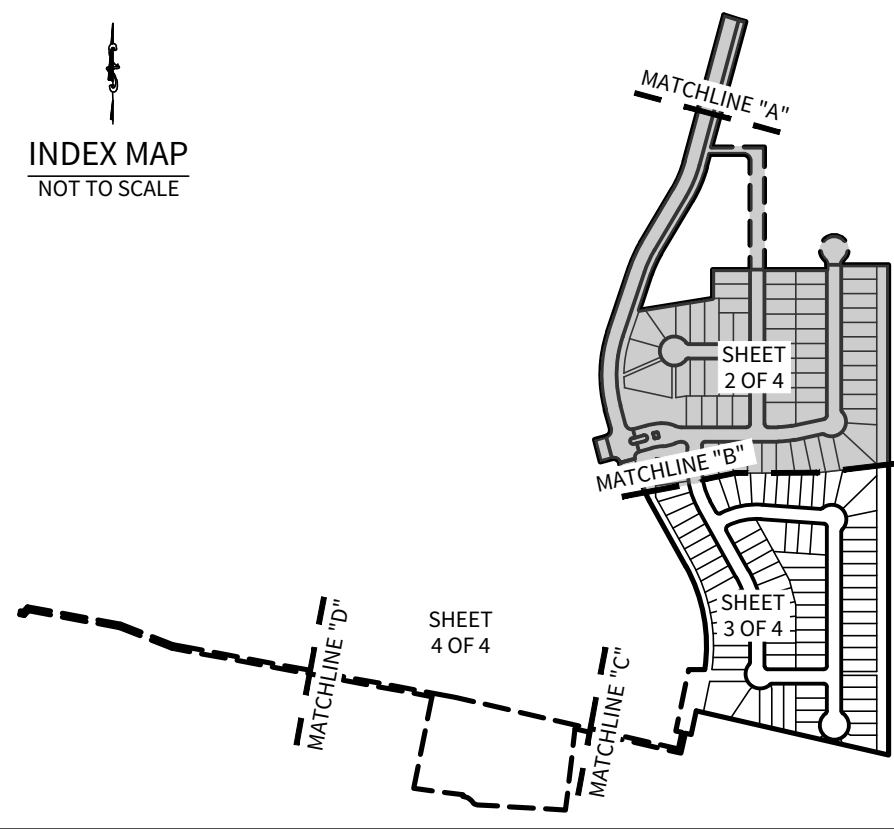 MATCHLINE "A"
INDEX MAP
NOT TO SCALE
SHEET
2 OF 4
MATCHLINE "B"
SHEET
3 OF 4
SHEET
4 OF 4
MATCHLINE "D"
MATCHLINE "C"